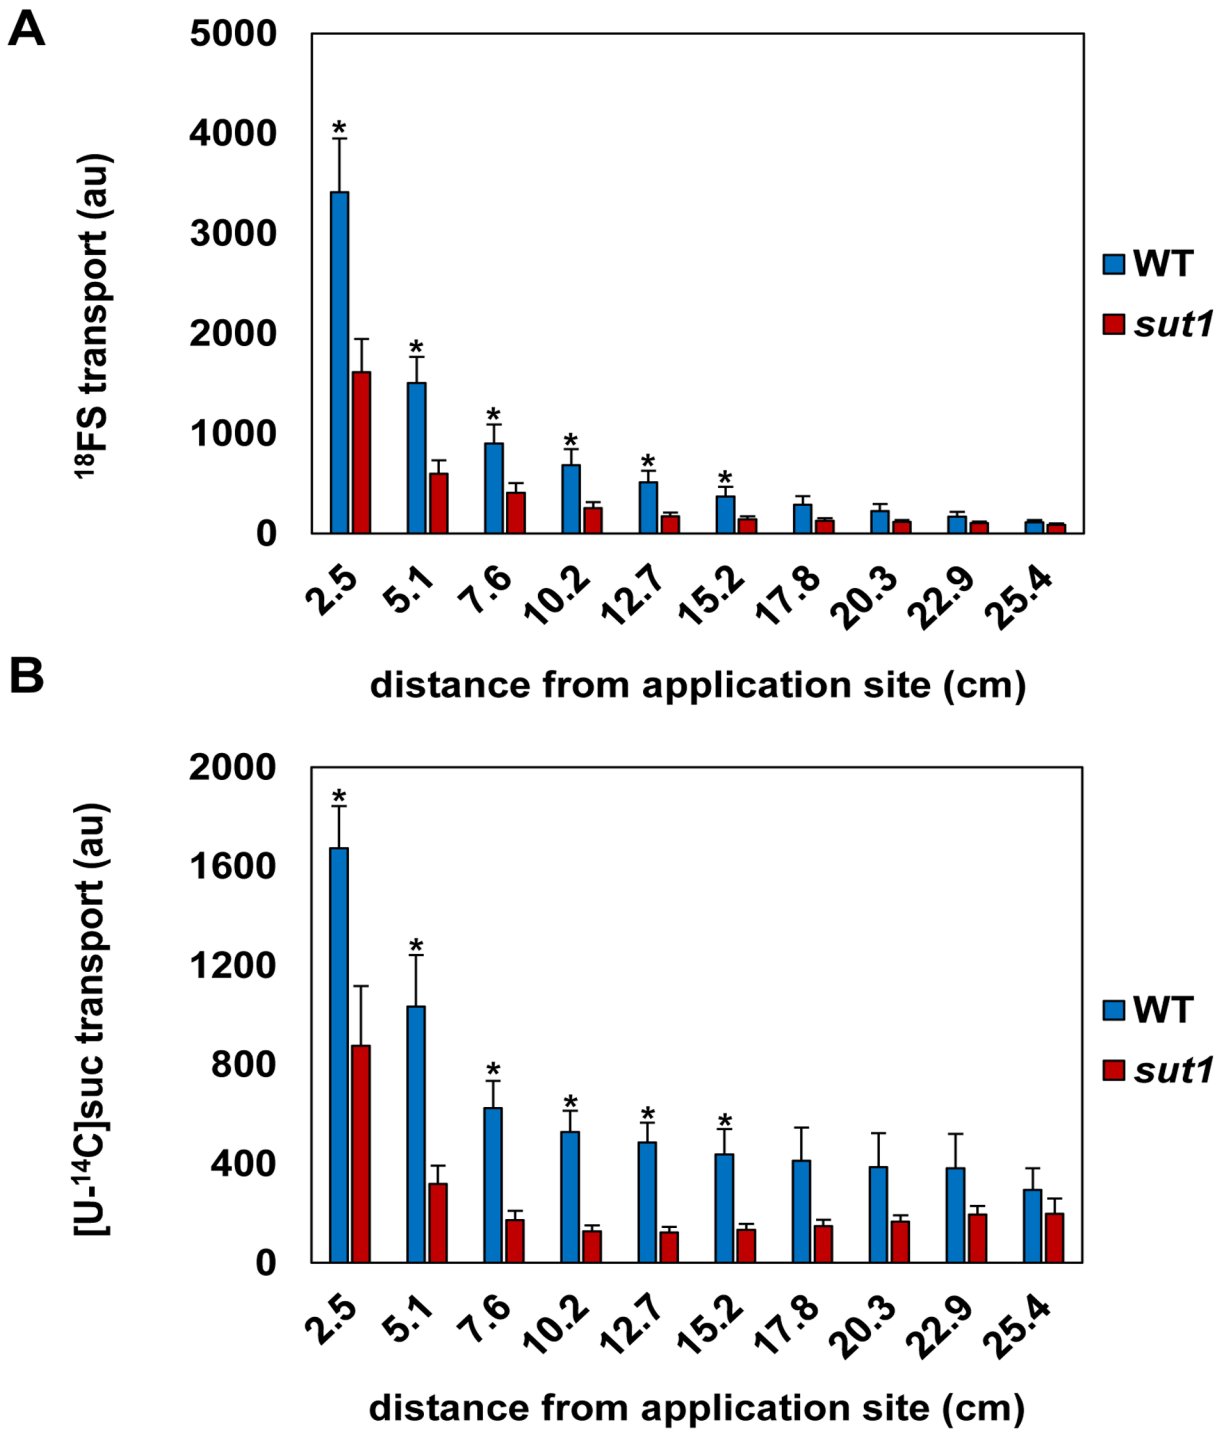 A
5000
4000
3000
2000
1000
0
¹⁸FS transport (au)
* * * * * *
WT
sut1
2.5 5.1 7.6 10.2 12.7 15.2 17.8 20.3 22.9 25.4
distance from application site (cm)
B
2000
1600
1200
800
400
0
[U-¹⁴C]suc transport (au)
* * * * * *
WT
sut1
2.5 5.1 7.6 10.2 12.7 15.2 17.8 20.3 22.9 25.4
distance from application site (cm)